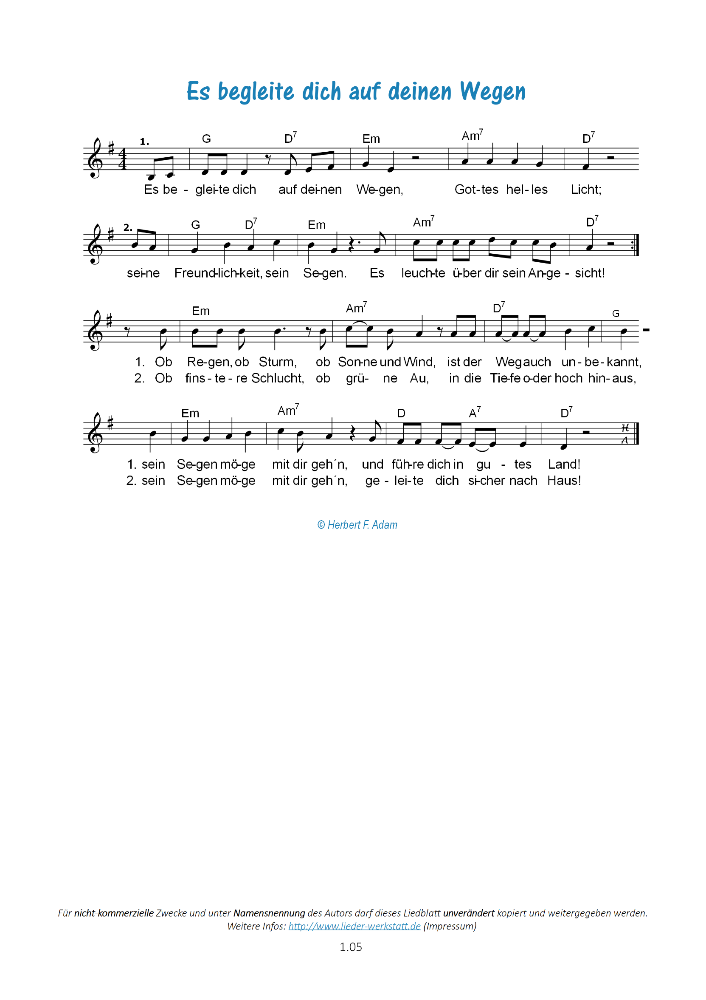 Es begleite dich auf deinen Wegen
1. G D7 Em Am7 D7
4
4
Es be - glei-te dich auf dei-nen We-gen, Got-tes hel-les Licht;
2. G D7 Em Am7 D7
sei-ne Freund-lich-keit, sein Se-gen. Es leuch-te ü-ber dir sein An-ge - sicht!
Em Am7 D7 G
1. Ob Re-gen, ob Sturm, ob Son-ne und Wind, ist der Weg auch un-be-kannt,
2. Ob fins-te-re Schlucht, ob grü- ne Au, in die Tie-fe o-der hoch hin-aus,
Em Am7 D A7 D7
H
A
1. sein Se-gen mö-ge mit dir geh´n, und füh-re dich in gu - tes Land!
2. sein Se-gen mö-ge mit dir geh´n, ge - lei-te dich si-cher nach Haus!
© Herbert F. Adam
Für nicht-kommerzielle Zwecke und unter Namensnennung des Autors darf dieses Liedblatt unverändert kopiert und weitergegeben werden.
Weitere Infos: http://www.lieder-werkstatt.de (Impressum)
1.05